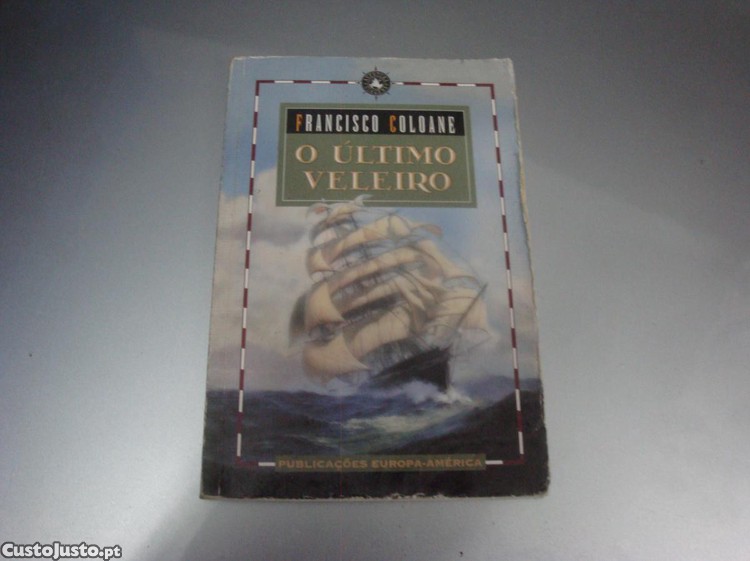 FRANCISCO COLOANE
O ÚLTIMO
VELEIRO
PUBLICAÇÕES EUROPA-AMÉRICA
CustoJusto.pt